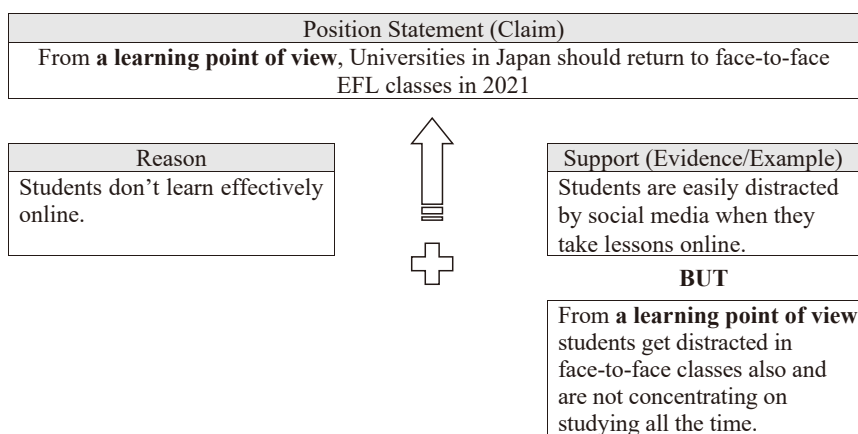 Position Statement (Claim)
From a learning point of view, Universities in Japan should return to face-to-face
EFL classes in 2021
Reason
Students don’t learn effectively
online.
Support (Evidence/Example)
Students are easily distracted
by social media when they
take lessons online.
BUT
From a learning point of view
students get distracted in
face-to-face classes also and
are not concentrating on
studying all the time.